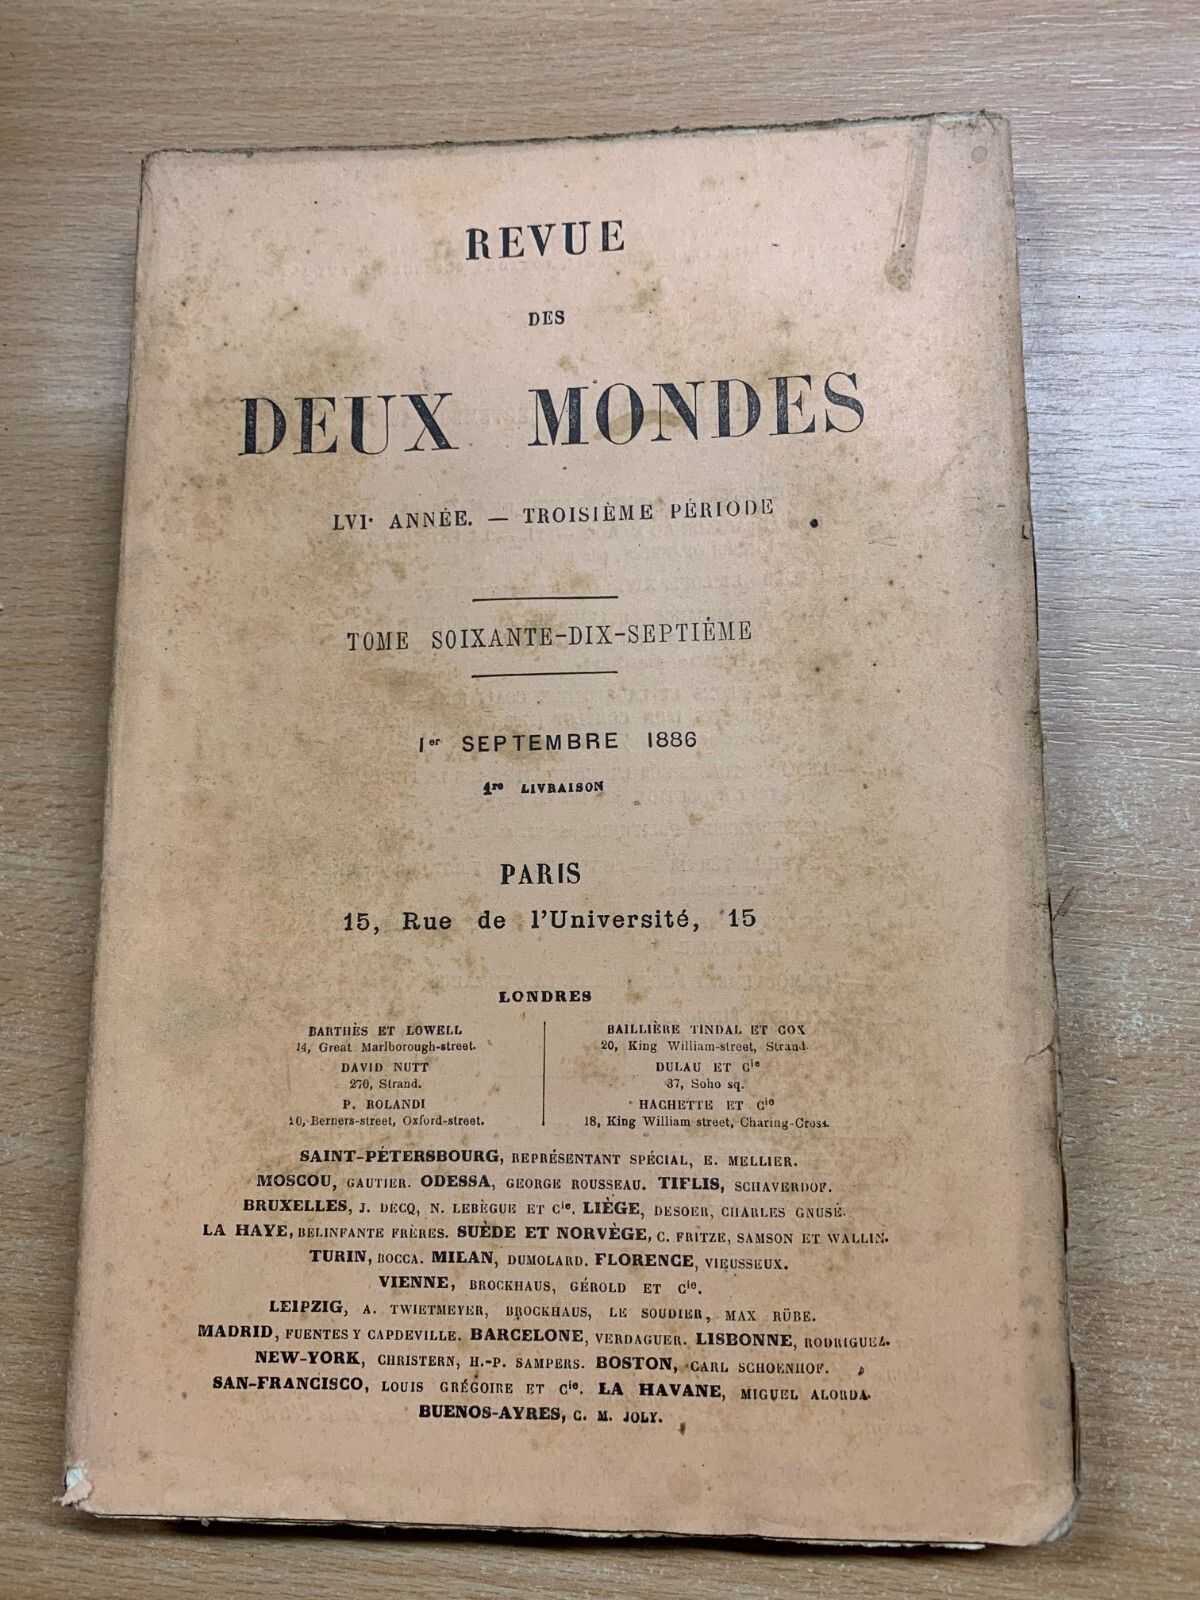 REVUE
DES
DEUX MONDES
LVIe ANNÉE. — TROISIÈME PÉRIODE
TOME SOIXANTE-DIX-SEPTIÈME
1er SEPTEMBRE 1886
1re LIVRAISON
PARIS
15, Rue de l'Université, 15
LONDRES
BARTHÈS ET LOWELL
14, Great Marlborough-street.
DAVID NUTT
270, Strand.
P. ROLANDI
20, Berners-street, Oxford-street.
BAILLIÈRE TINDAL ET COX
20, King William-street, Strand.
DULAU ET Cie
37, Soho sq.
HACHETTE ET Cie
18, King William street, Charing-Cross.
SAINT-PÉTERSBOURG, REPRÉSENTANT SPÉCIAL, E. MELLIER.
MOSCOU, GAUTIER. ODESSA, GEORGE ROUSSEAU. TIFLIS, SCHAVERDOF.
BRUXELLES, J. DECQ, N. LEBÈGUE ET Cie. LIÈGE, DESOER, CHARLES GNUSÉ.
LA HAYE, BELINFANTE FRÈRES. SUÈDE ET NORVÈGE, C. FRITZE, SAMSON ET WALLIN.
TURIN, BOCCA. MILAN, DUMOLARD. FLORENCE, VIEUSSEUX.
VIENNE, BROCKHAUS, GÉROLD ET Cie.
LEIPZIG, A. TWIETMEYER, BROCKHAUS, LE SOUDIER, MAX RÜBE.
MADRID, FUENTES Y CAPDEVILLE. BARCELONE, VERDAGUER. LISBONNE, RODRIGUEZ.
NEW-YORK, CHRISTERN, H.-P. SAMPERS. BOSTON, CARL SCHOENHOF.
SAN-FRANCISCO, LOUIS GRÉGOIRE ET Cie. LA HAVANE, MIGUEL ALORDA.
BUENOS-AYRES, C. M. JOLY.